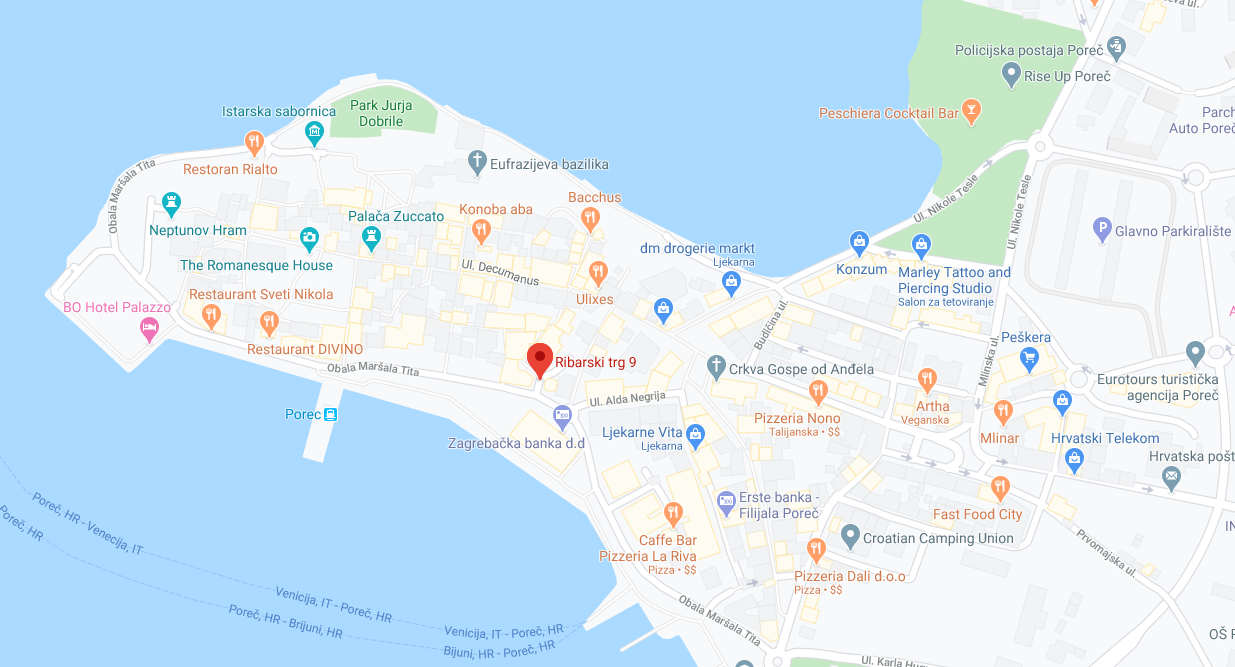 Policijska postaja Poreč
Rise Up Poreč
Peschiera Cocktail Bar
Parch
Auto Poreč
Istarska sabornica
Park Jurja
Dobrile
Restoran Rialto
Obala Maršala Tita
Eufrazijeva bazilika
Neptunov Hram
Palača Zuccato
Konoba aba
Bacchus
The Romanesque House
Ul. Decumanus
Ulixes
dm drogerie markt
Ljekarna
Konzum
Ul. Nikole Tesle
Ul. Nikole Tesle
P
Glavno Parkiralište
Marley Tattoo and
Piercing Studio
Salon za tetoviranje
BO Hotel Palazzo
Restaurant Sveti Nikola
Restaurant DIVINO
Obala Maršala Tita
Ribarski trg 9
Budičina ul.
Mlinska ul.
Peškera
Crkva Gospe od Anđela
Eurotours turistička
agencija Poreč
Porec
Ul. Alda Negrija
Zagrebačka banka d.d
Ljekarne Vita
Ljekarna
Pizzeria Nono
Talijanska • $$
Artha
Veganska
Mlinar
Hrvatski Telekom
Hrvatska pošt
Erste banka -
Filijala Poreč
Fast Food City
Caffe Bar
Pizzeria La Riva
Pizza • $$
Croatian Camping Union
Pizzeria Dali d.o.o
Pizza • $$
Prvomajska ul.
Poreč, HR - Venecija, IT
Poreč, HR
Venicija, IT - Poreč, HR
Poreč, HR - Brijuni, HR
Venicija, IT - Poreč, HR
Bijuni, HR - Poreč, HR
Obala Maršala Tita
Ul. Karla Hu
OŠ P